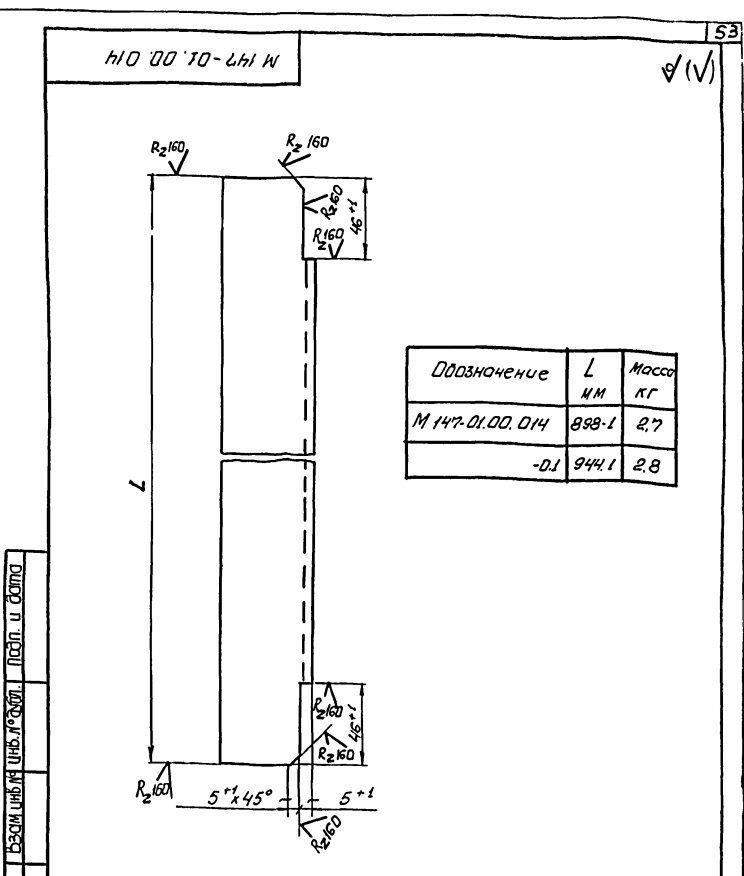 53
М 147-01.00.014
√(√)
Rz160
Rz160
Rz160
46+1
Rz160
L
Обозначение L мм Масса кг
М 147-01.00.014 898-1 2,7
-01 944.1 2,8
Rz160
46+1
Rz160
Rz160
5+1x45° 5+1
Rz160
Подп. и дата
Инв.№ дубл.
Взам инв №